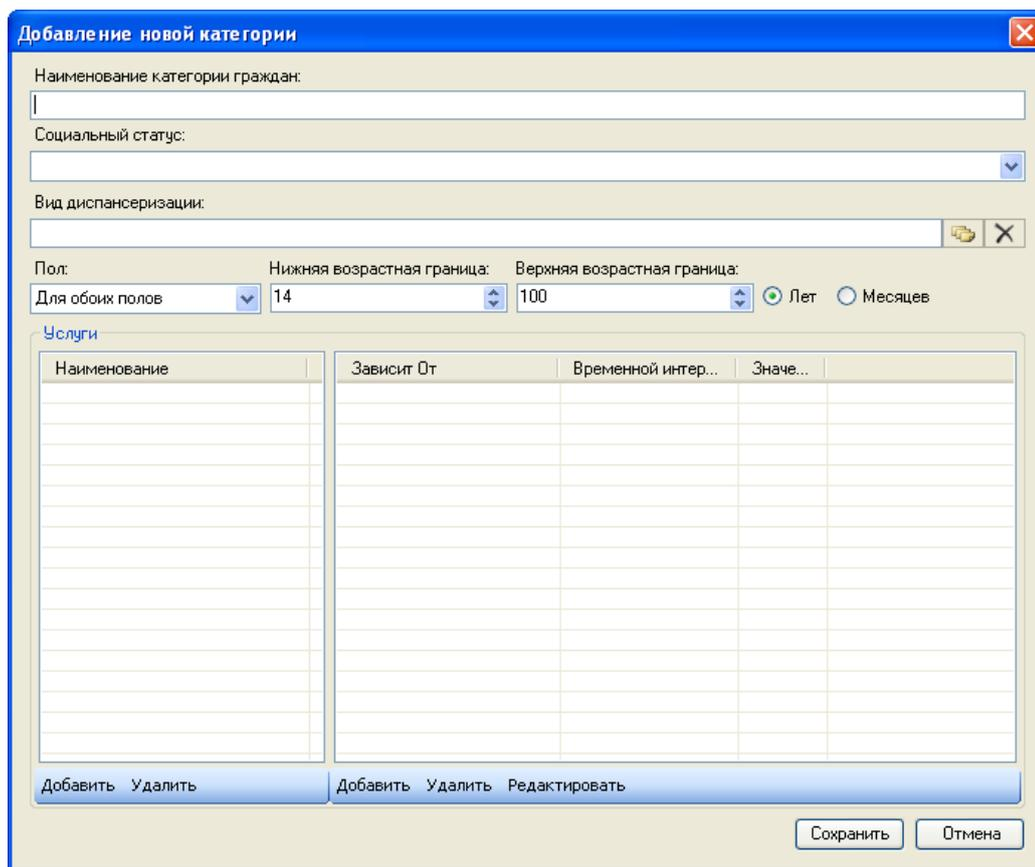 Добавление новой категории
Наименование категории граждан:
Социальный статус:
Вид диспансеризации:
Пол: Нижняя возрастная граница: Верхняя возрастная граница:
Для обоих полов 14 100 Лет Месяцев
Услуги
Наименование Зависит От Временной интер... Значе...
Добавить Удалить Добавить Удалить Редактировать
Сохранить Отмена